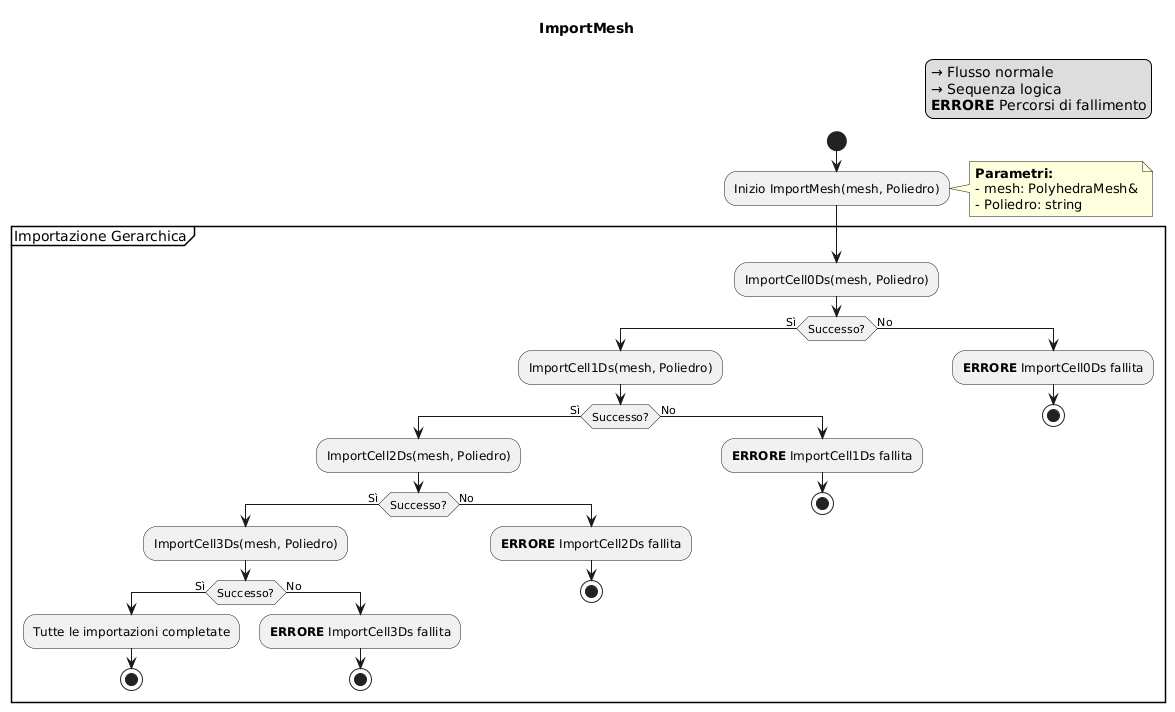 ImportMesh
→ Flusso normale
→ Sequenza logica
ERRORE Percorsi di fallimento
Inizio ImportMesh(mesh, Poliedro)
Parametri:
- mesh: PolyhedraMesh&
- Poliedro: string
Importazione Gerarchica
ImportCell0Ds(mesh, Poliedro)
Sì
Successo?
No
ImportCell1Ds(mesh, Poliedro)
ERRORE ImportCell0Ds fallita
Sì
Successo?
No
ImportCell2Ds(mesh, Poliedro)
ERRORE ImportCell1Ds fallita
Sì
Successo?
No
ImportCell3Ds(mesh, Poliedro)
ERRORE ImportCell2Ds fallita
Sì
Successo?
No
Tutte le importazioni completate
ERRORE ImportCell3Ds fallita